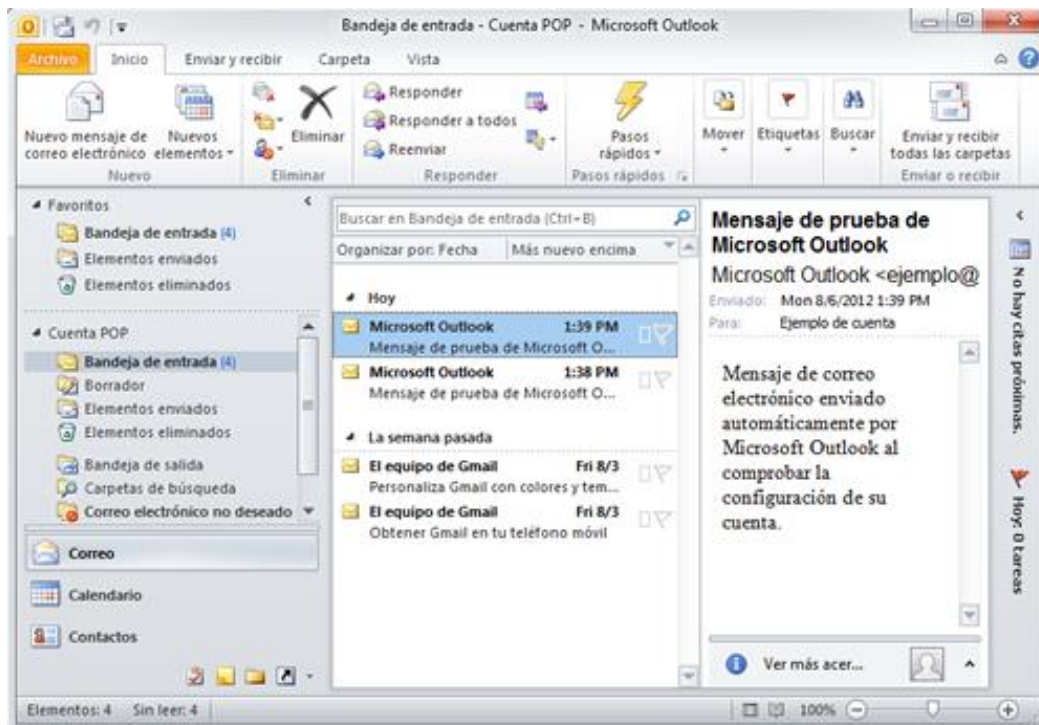 Bandeja de entrada - Cuenta POP - Microsoft Outlook
Archivo Inicio Enviar y recibir Carpeta Vista
Nuevo mensaje de correo electrónico
Nuevos elementos
Nuevo
Eliminar
Eliminar
Responder
Responder a todos
Reenviar
Responder
Pasos rápidos
Pasos rápidos
Mover
Etiquetas
Buscar
Enviar y recibir todas las carpetas
Enviar o recibir
Favoritos
Bandeja de entrada (4)
Elementos enviados
Elementos eliminados
Cuenta POP
Bandeja de entrada (4)
Borrador
Elementos enviados
Elementos eliminados
Bandeja de salida
Carpetas de búsqueda
Correo electrónico no deseado
Correo
Calendario
Contactos
Buscar en Bandeja de entrada (Ctrl+B)
Organizar por: Fecha Más nuevo encima
Hoy
Microsoft Outlook 1:39 PM
Mensaje de prueba de Microsoft O...
Microsoft Outlook 1:38 PM
Mensaje de prueba de Microsoft O...
La semana pasada
El equipo de Gmail Fri 8/3
Personaliza Gmail con colores y tem...
El equipo de Gmail Fri 8/3
Obtener Gmail en tu teléfono móvil
Mensaje de prueba de
Microsoft Outlook
Microsoft Outlook <ejemplo@
Enviado: Mon 8/6/2012 1:39 PM
Para: Ejemplo de cuenta
Mensaje de correo
electrónico enviado
automáticamente por
Microsoft Outlook al
comprobar la
configuración de su
cuenta.
Ver más acer...
No hay citas próximas.
Hoy: 0 tareas
Elementos: 4 Sin leer: 4
100%